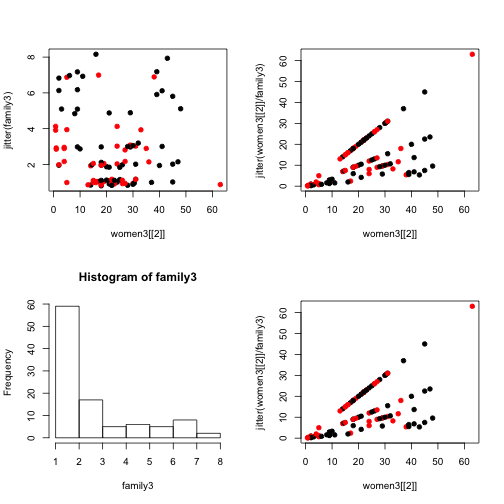 jitter(family3)
8
6
4
2
0 10 20 30 40 50 60
women3[[2]]
jitter(women3[[2]]/family3)
60
50
40
30
20
10
0
0 10 20 30 40 50 60
women3[[2]]
Histogram of family3
Frequency
60
50
40
30
20
10
0
1 2 3 4 5 6 7 8
family3
jitter(women3[[2]]/family3)
60
50
40
30
20
10
0
0 10 20 30 40 50 60
women3[[2]]